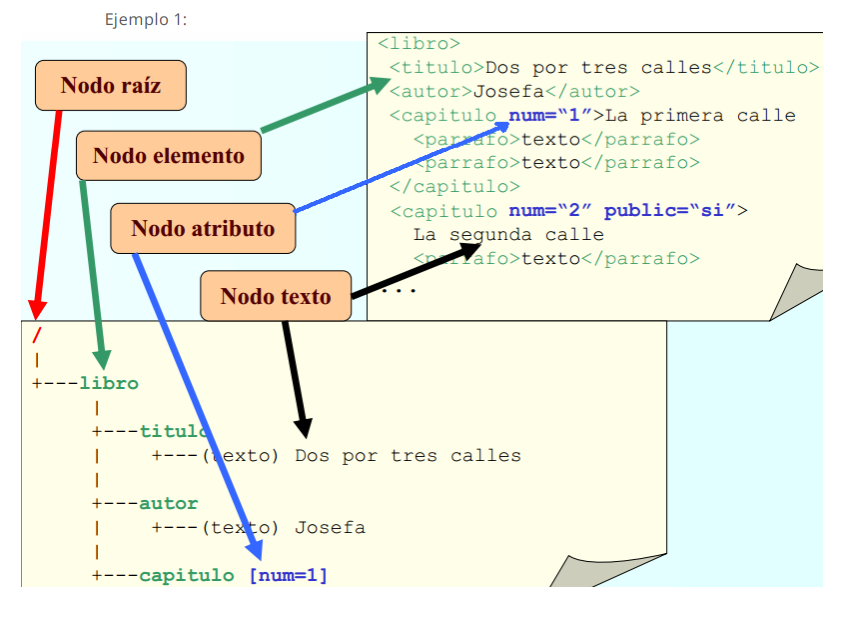 Ejemplo 1:
Nodo raíz
Nodo elemento
Nodo atributo
Nodo texto
<libro>
<titulo>Dos por tres calles</titulo>
<autor>Josefa</autor>
<capitulo num=“1”>La primera calle
<parrafo>texto</parrafo>
<parrafo>texto</parrafo>
</capitulo>
<capitulo num=“2” public=“si”>
La segunda calle
<parrafo>texto</parrafo>
...
/
|
+---libro
|
+---titulo
| +---(texto) Dos por tres calles
|
+---autor
| +---(texto) Josefa
|
+---capitulo [num=1]